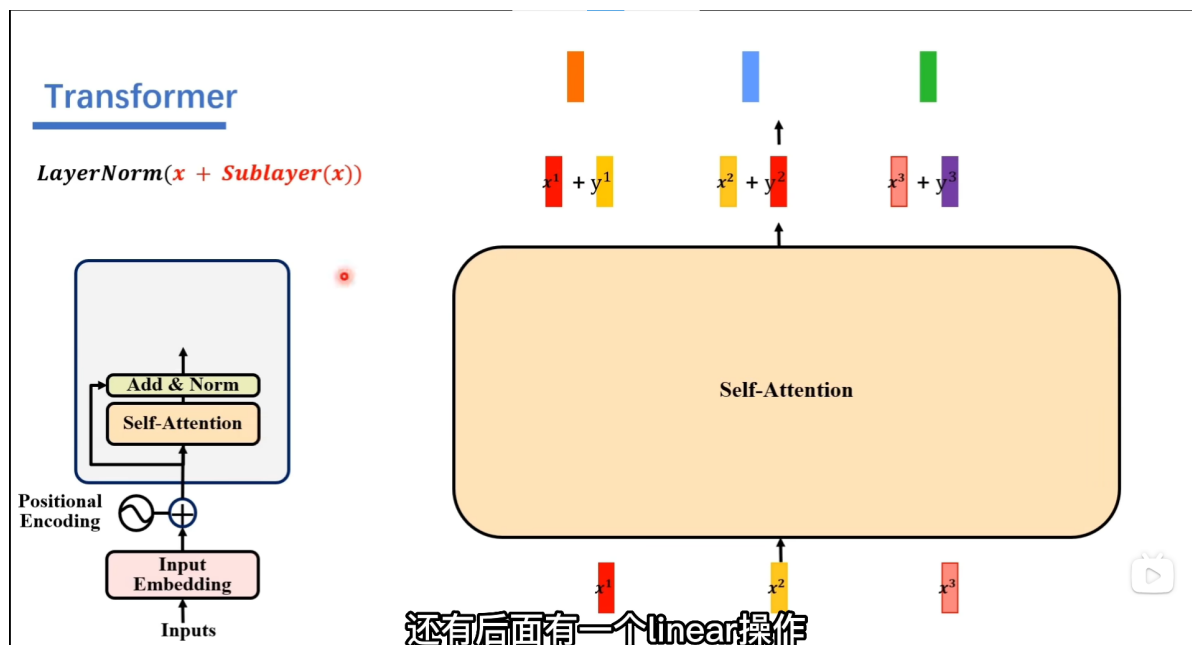 Transformer
LayerNorm(x + Sublayer(x))
x¹ + y¹
x² + y²
x³ + y³
Self-Attention
Add & Norm
Self-Attention
Positional
Encoding
Input
Embedding
Inputs
x¹
x²
x³
还有后面有一个linear操作